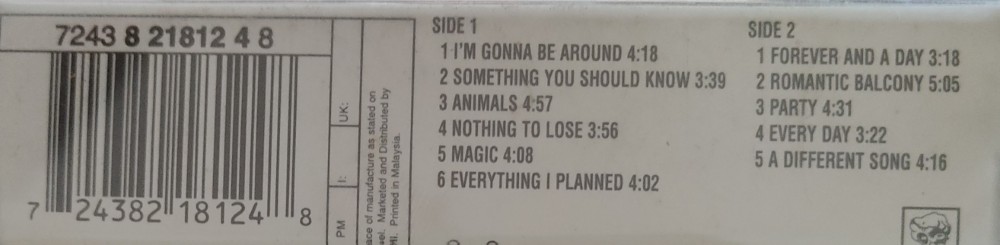 7243 8 21812 4 8
7 24382 18124 8
UK:
I:
PM
ace of manufacture as stated on
el. Marketed and Distributed by
MI. Printed in Malaysia.
SIDE 1
1 I'M GONNA BE AROUND 4:18
2 SOMETHING YOU SHOULD KNOW 3:39
3 ANIMALS 4:57
4 NOTHING TO LOSE 3:56
5 MAGIC 4:08
6 EVERYTHING I PLANNED 4:02
SIDE 2
1 FOREVER AND A DAY 3:18
2 ROMANTIC BALCONY 5:05
3 PARTY 4:31
4 EVERY DAY 3:22
5 A DIFFERENT SONG 4:16